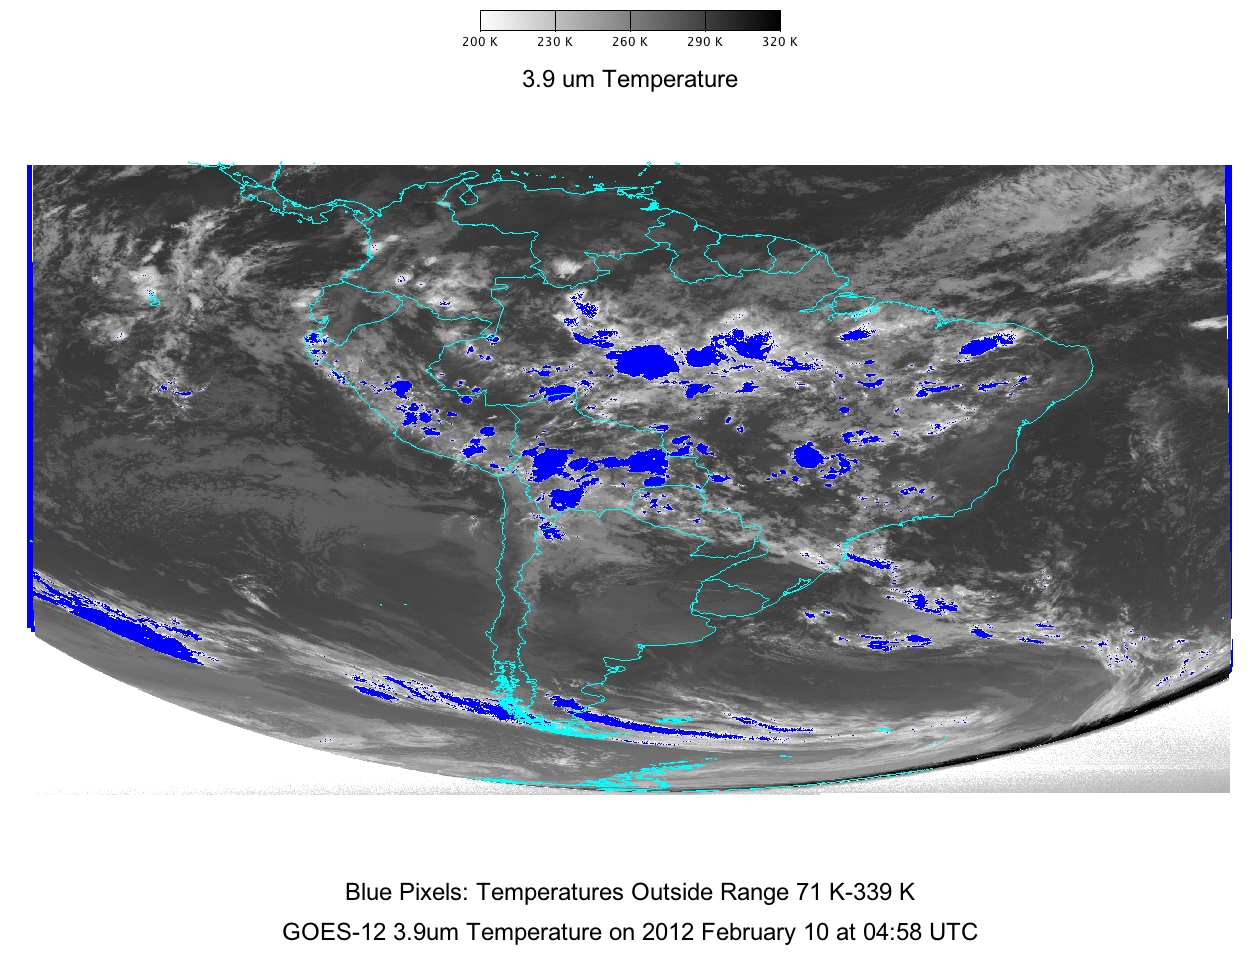 200 K 230 K 260 K 290 K 320 K
3.9 um Temperature
Blue Pixels: Temperatures Outside Range 71 K-339 K
GOES-12 3.9um Temperature on 2012 February 10 at 04:58 UTC